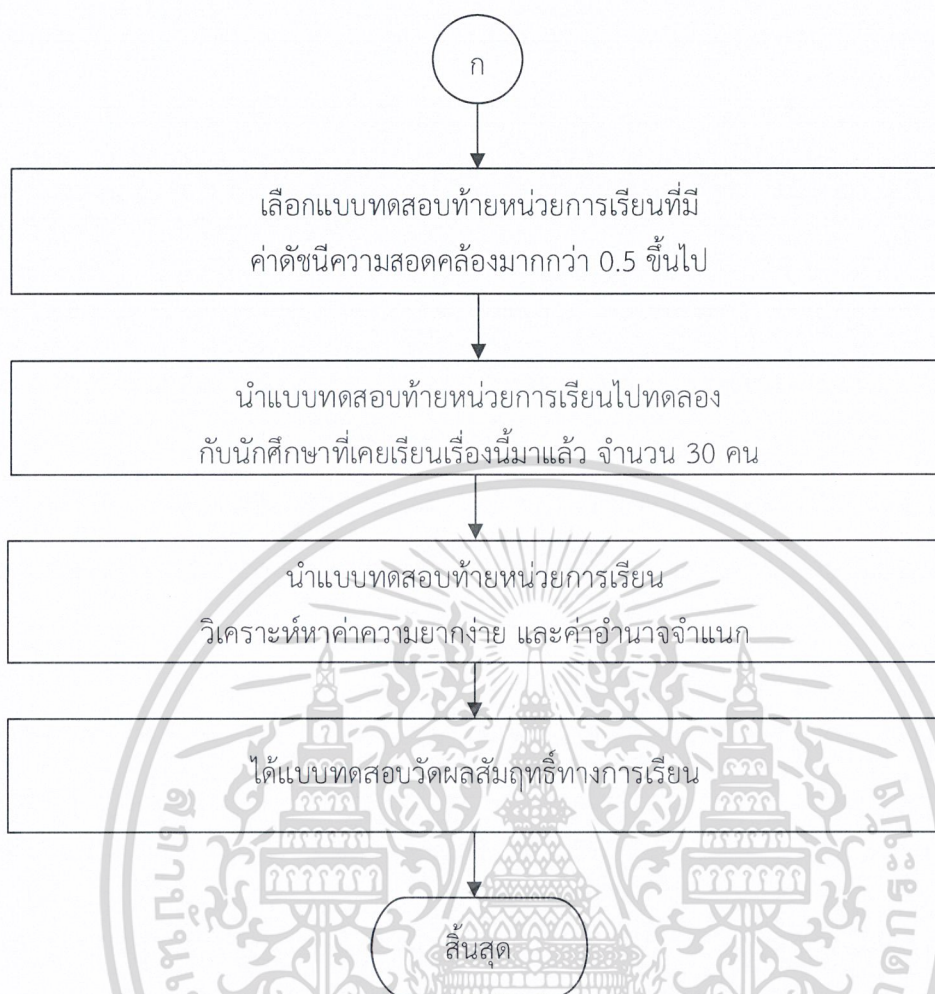 ก
เลือกแบบทดสอบท้ายหน่วยการเรียนที่มี
ค่าดัชนีความสอดคล้องมากกว่า 0.5 ขึ้นไป
นำแบบทดสอบท้ายหน่วยการเรียนไปทดลอง
กับนักศึกษาที่เคยเรียนเรื่องนี้มาแล้ว จำนวน 30 คน
นำแบบทดสอบท้ายหน่วยการเรียน
วิเคราะห์หาค่าความยากง่าย และค่าอำนาจจำแนก
ได้แบบทดสอบวัดผลสัมฤทธิ์ทางการเรียน
สิ้นสุด